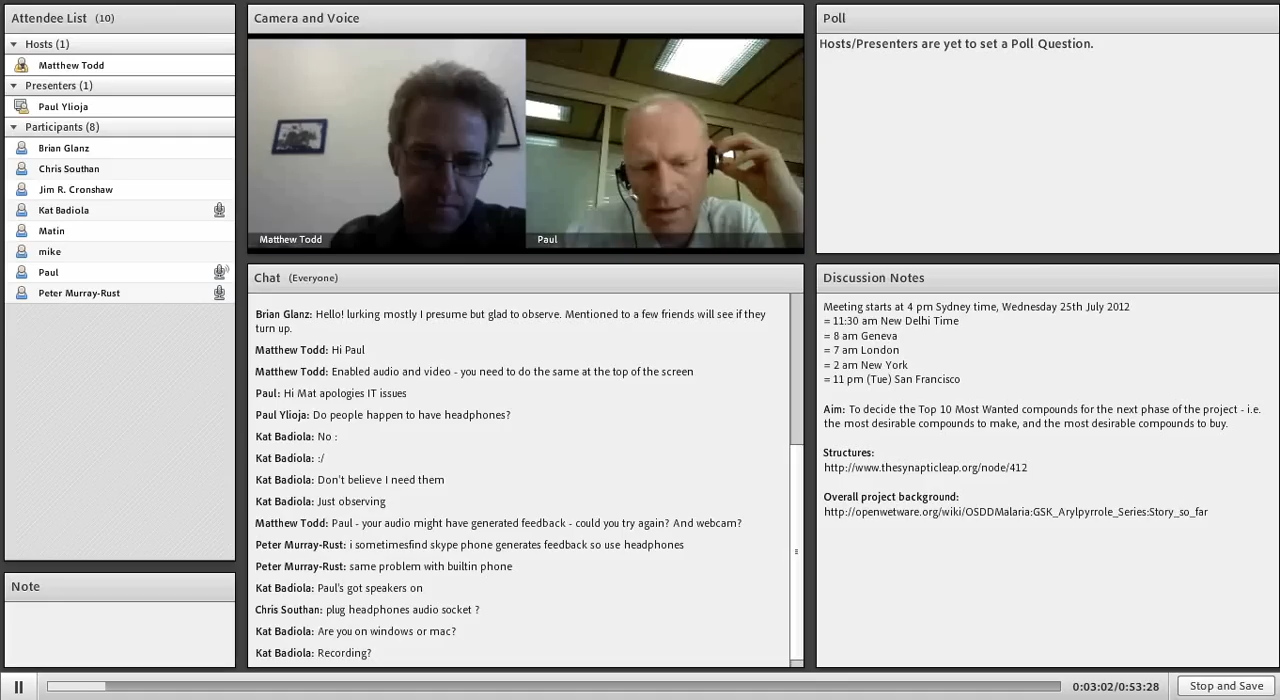 Attendee List (10)
Hosts (1)
Matthew Todd
Presenters (1)
Paul Ylioja
Participants (8)
Brian Glanz
Chris Southan
Jim R. Cronshaw
Kat Badiola
Matin
mike
Paul
Peter Murray-Rust
Note
Camera and Voice
Matthew Todd
Paul
Chat (Everyone)
Brian Glanz: Hello! lurking mostly I presume but glad to observe. Mentioned to a few friends will see if they
turn up.
Matthew Todd: Hi Paul
Matthew Todd: Enabled audio and video - you need to do the same at the top of the screen
Paul: Hi Mat apologies IT issues
Paul Ylioja: Do people happen to have headphones?
Kat Badiola: No :
Kat Badiola: :/
Kat Badiola: Don't believe I need them
Kat Badiola: Just observing
Matthew Todd: Paul - your audio might have generated feedback - could you try again? And webcam?
Peter Murray-Rust: i sometimesfind skype phone generates feedback so use headphones
Peter Murray-Rust: same problem with builtin phone
Kat Badiola: Paul's got speakers on
Chris Southan: plug headphones audio socket ?
Kat Badiola: Are you on windows or mac?
Kat Badiola: Recording?
Poll
Hosts/Presenters are yet to set a Poll Question.
Discussion Notes
Meeting starts at 4 pm Sydney time, Wednesday 25th July 2012
= 11:30 am New Delhi Time
= 8 am Geneva
= 7 am London
= 2 am New York
= 11 pm (Tue) San Francisco
Aim: To decide the Top 10 Most Wanted compounds for the next phase of the project - i.e.
the most desirable compounds to make, and the most desirable compounds to buy.
Structures:
http://www.thesynapticleap.org/node/412
Overall project background:
http://openwetware.org/wiki/OSDDMalaria:GSK_Arylpyrrole_Series:Story_so_far
0:03:02/0:53:28
Stop and Save